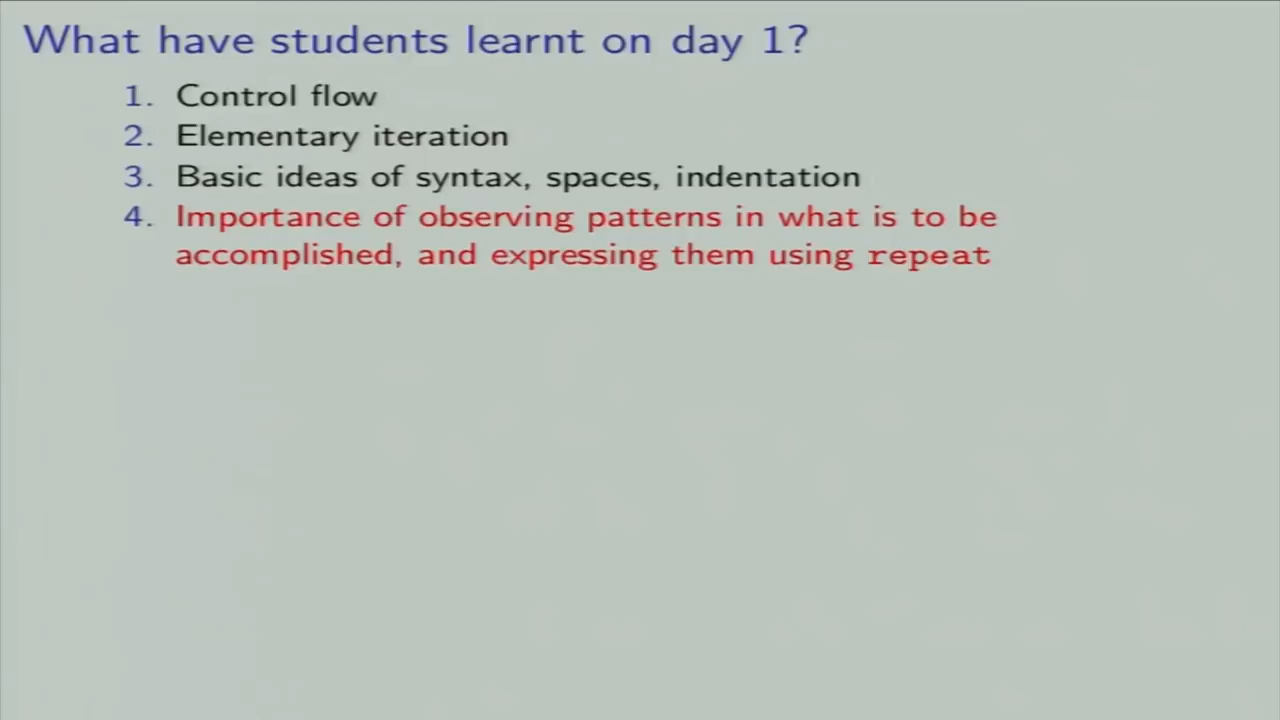 What have students learnt on day 1?
1. Control flow
2. Elementary iteration
3. Basic ideas of syntax, spaces, indentation
4. Importance of observing patterns in what is to be
accomplished, and expressing them using repeat